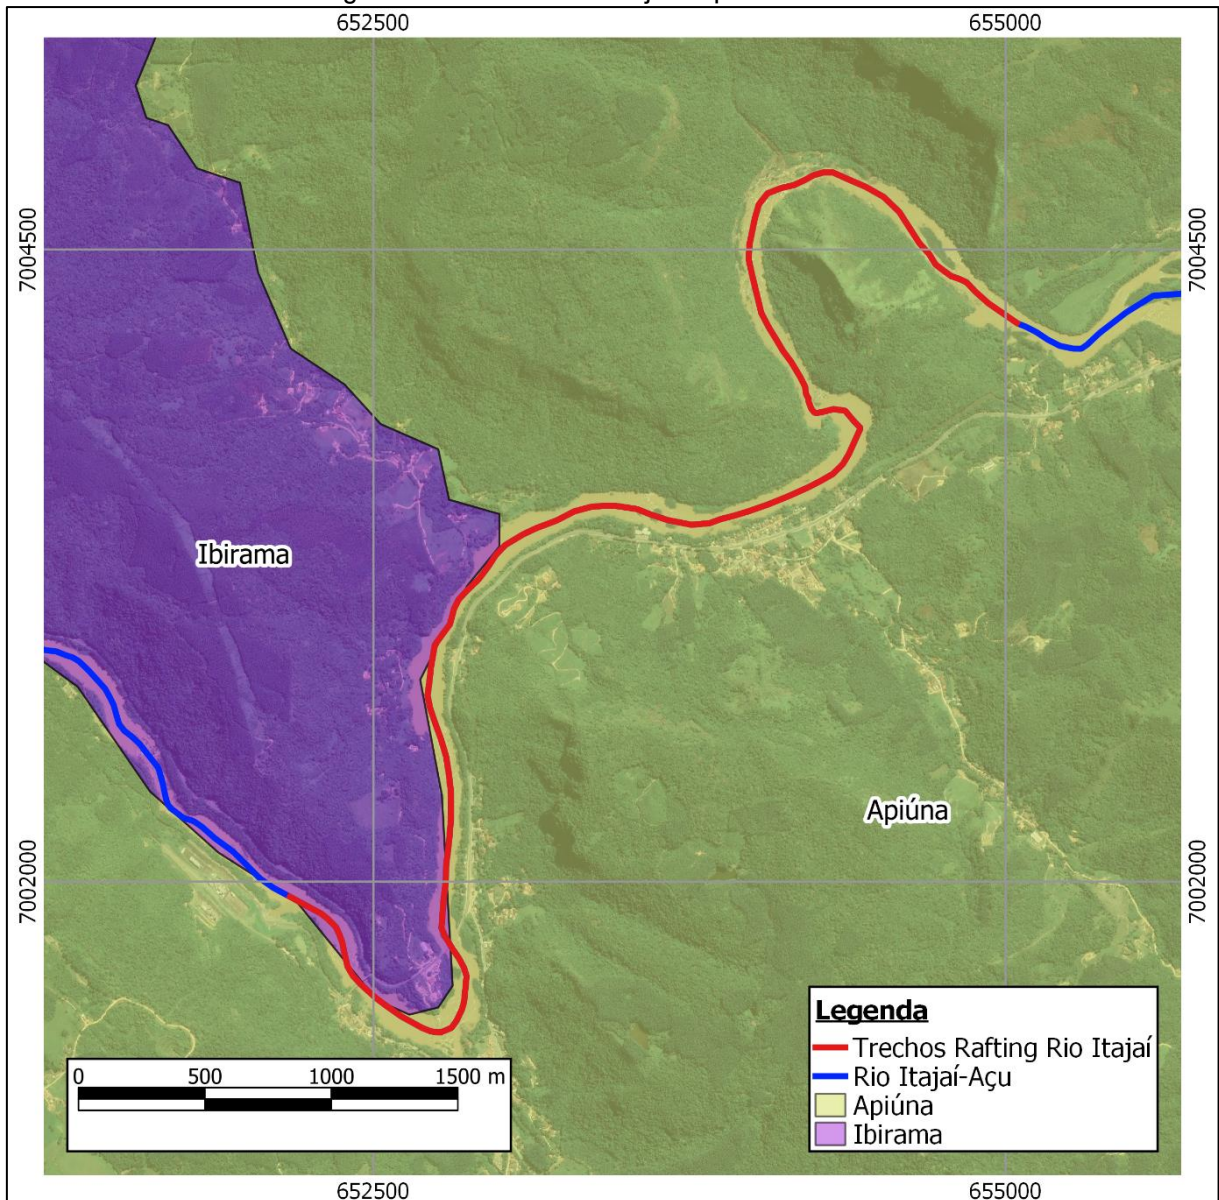 652500 655000
7004500 7004500
Ibirama
Apiúna
7002000 7002000
Legenda
Trechos Rafting Rio Itajaí
Rio Itajaí-Açu
Apiúna
Ibirama
0 500 1000 1500 m
652500 655000